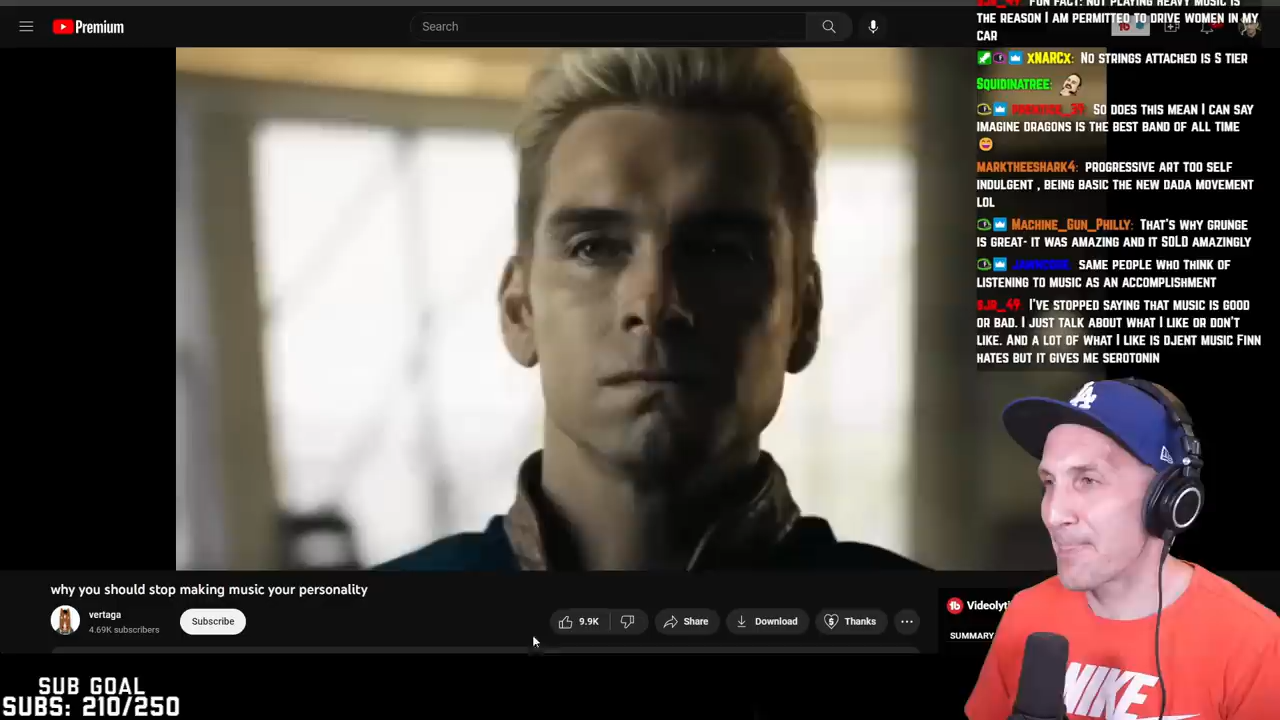 Premium
Search
FUN FACT: NOT PLAYING HEAVY MUSIC IS
THE REASON I AM PERMITTED TO DRIVE WOMEN IN MY
CAR
XNARCX: NO STRINGS ATTACHED IS S TIER
SQUIDINATREE:
SO DOES THIS MEAN I CAN SAY
IMAGINE DRAGONS IS THE BEST BAND OF ALL TIME
MARKTHEESHARK4: PROGRESSIVE ART TOO SELF
INDULGENT , BEING BASIC THE NEW DADA MOVEMENT
LOL
MACHINE_GUN_PHILLY: THAT'S WHY GRUNGE
IS GREAT- IT WAS AMAZING AND IT SOLD AMAZINGLY
SAME PEOPLE WHO THINK OF
LISTENING TO MUSIC AS AN ACCOMPLISHMENT
SJR_49: I'VE STOPPED SAYING THAT MUSIC IS GOOD
OR BAD. I JUST TALK ABOUT WHAT I LIKE OR DON'T
LIKE. AND A LOT OF WHAT I LIKE IS DJENT MUSIC FINN
HATES BUT IT GIVES ME SEROTONIN
LA
why you should stop making music your personality
vertaga
4.69K subscribers
Subscribe
9.9K
Share
Download
Thanks
SUMMARY
NIKE
SUB GOAL
SUBS: 210/250